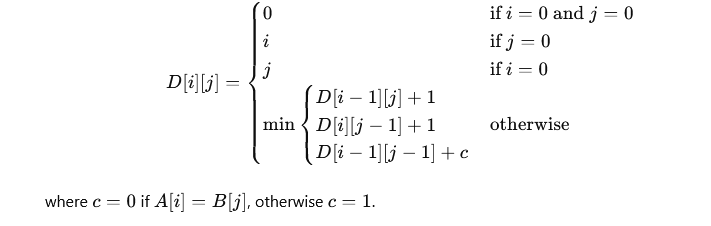 0 if i = 0 and j = 0
i if j = 0
j if i = 0
D[i][j] =
D[i − 1][j] + 1
min D[i][j − 1] + 1 otherwise
D[i − 1][j − 1] + c
where c = 0 if A[i] = B[j], otherwise c = 1.